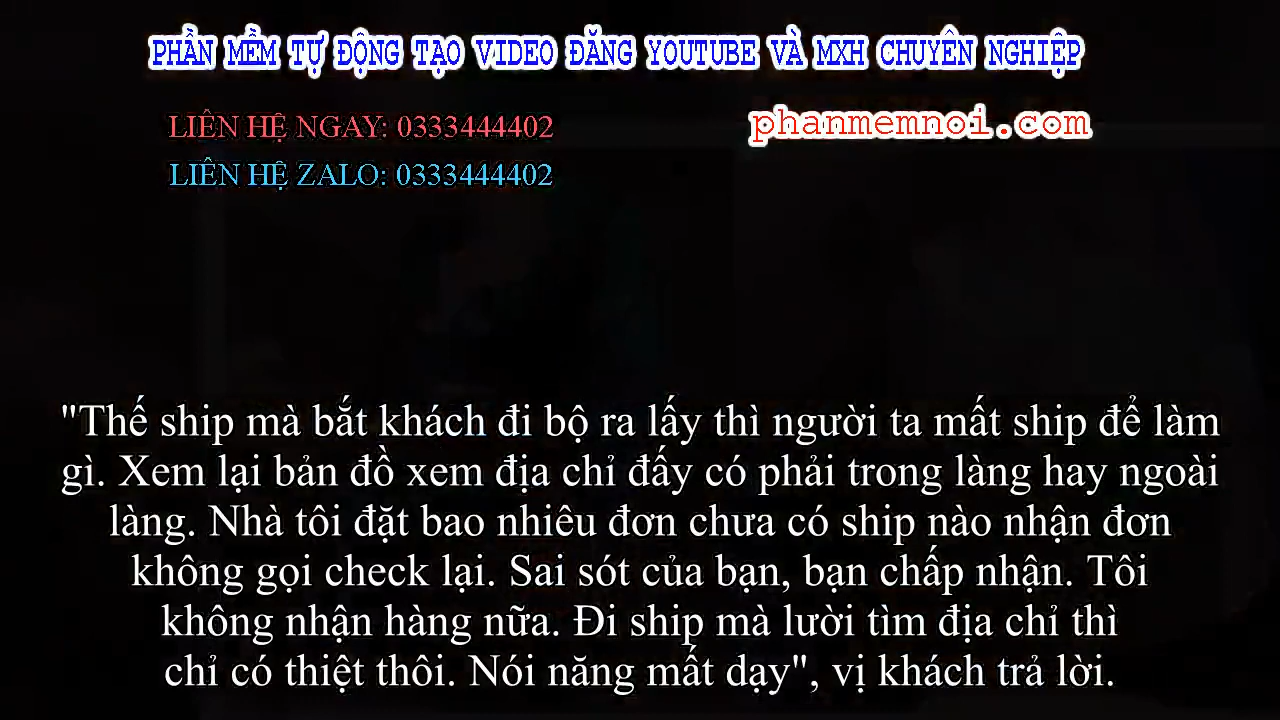 PHẦN MỀM TỰ ĐỘNG TẠO VIDEO ĐĂNG YOUTUBE VÀ MXH CHUYÊN NGHIỆP
LIÊN HỆ NGAY: 0333444402
phanmemnoi.com
LIÊN HỆ ZALO: 0333444402
"Thế ship mà bắt khách đi bộ ra lấy thì người ta mất ship để làm
gì. Xem lại bản đồ xem địa chỉ đấy có phải trong làng hay ngoài
làng. Nhà tôi đặt bao nhiêu đơn chưa có ship nào nhận đơn
không gọi check lại. Sai sót của bạn, bạn chấp nhận. Tôi
không nhận hàng nữa. Đi ship mà lười tìm địa chỉ thì
chỉ có thiệt thôi. Nói năng mất dạy", vị khách trả lời.